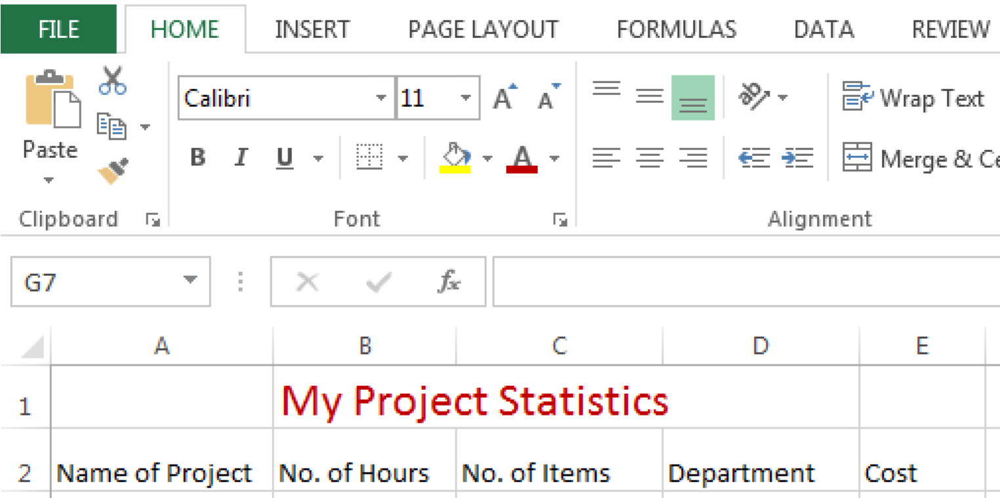 FILE HOME INSERT PAGE LAYOUT FORMULAS DATA REVIEW
Calibri 11 A A ab Wrap Text
Paste B I U A Merge & Ce
Clipboard Font Alignment
G7 fx
A B C D E
1 My Project Statistics
2 Name of Project No. of Hours No. of Items Department Cost